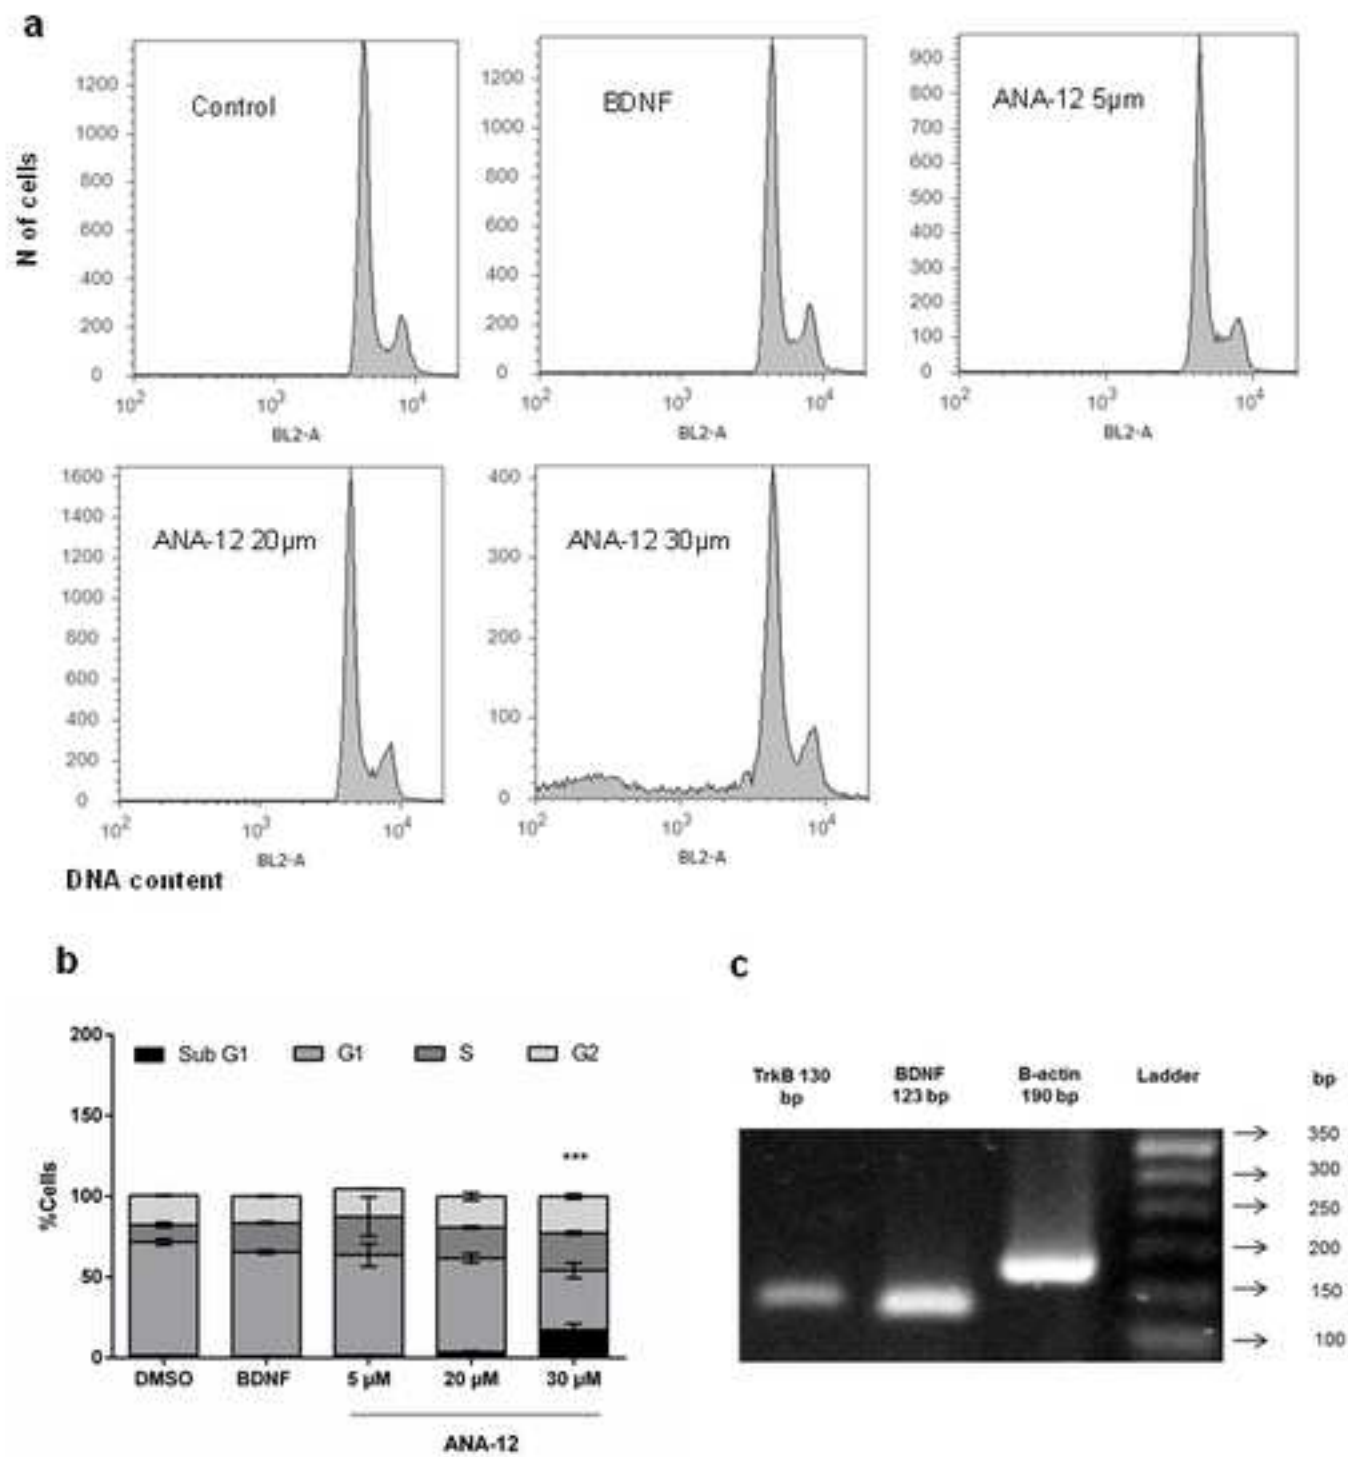 a
N of cells
Control
1200
1000
800
600
400
200
0
10²
10³
10⁴
BL2-A
BDNF
1200
1000
800
600
400
200
0
10²
10³
10⁴
BL2-A
ANA-12 5µm
900
800
700
600
500
400
300
200
100
0
10²
10³
10⁴
BL2-A
ANA-12 20µm
1600
1400
1200
1000
800
600
400
200
0
10²
10³
10⁴
BL2-A
ANA-12 30µm
400
300
200
100
0
10²
10³
10⁴
BL2-A
DNA content
b
%Cells
200
150
100
50
0
Sub G1 G1 S G2
***
DMSO BDNF 5 µM 20 µM 30 µM
ANA-12
c
TrkB 130
bp
BDNF
123 bp
B-actin
190 bp
Ladder
bp
350
300
250
200
150
100